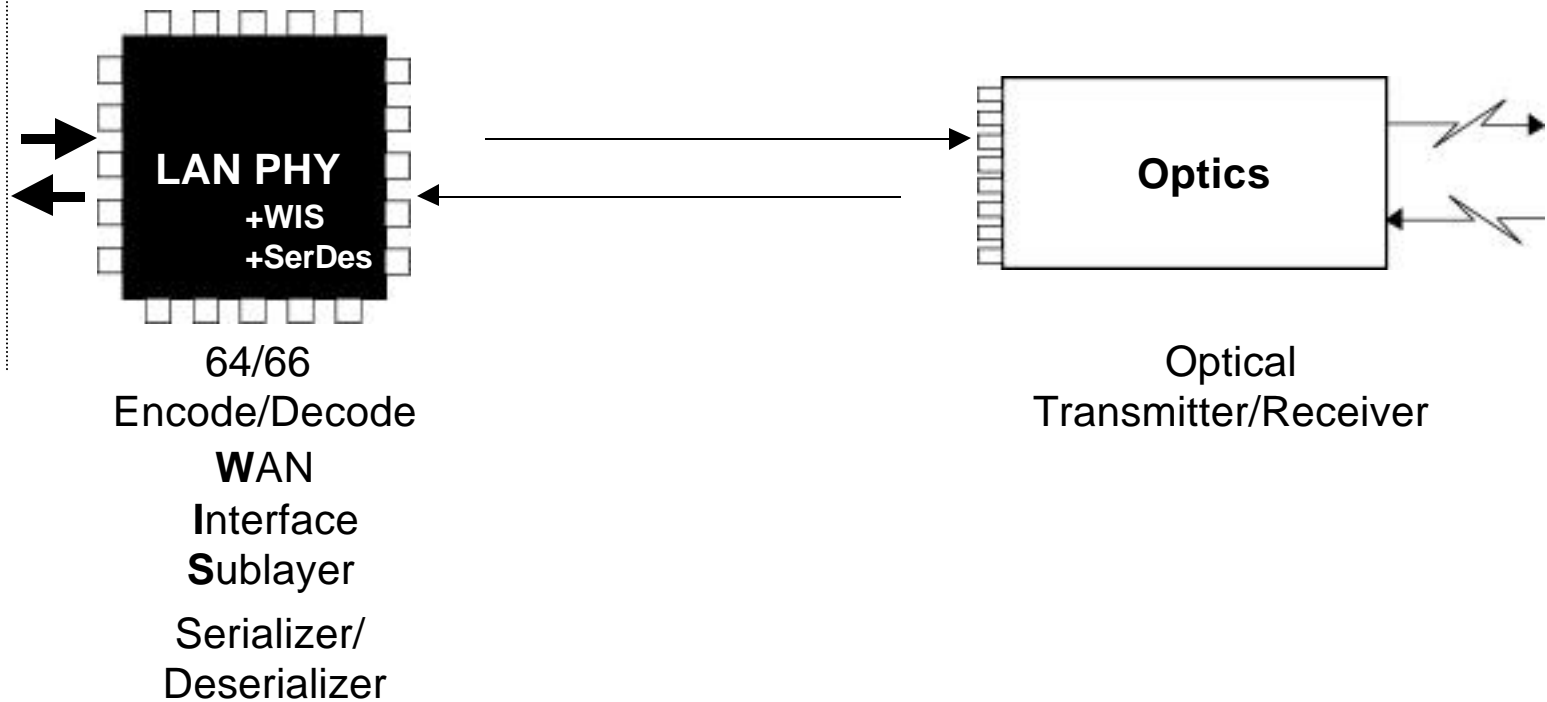 LAN PHY
+WIS
+SerDes
Optics
64/66
Encode/Decode
WAN
Interface
Sublayer
Serializer/
Deserializer
Optical
Transmitter/Receiver